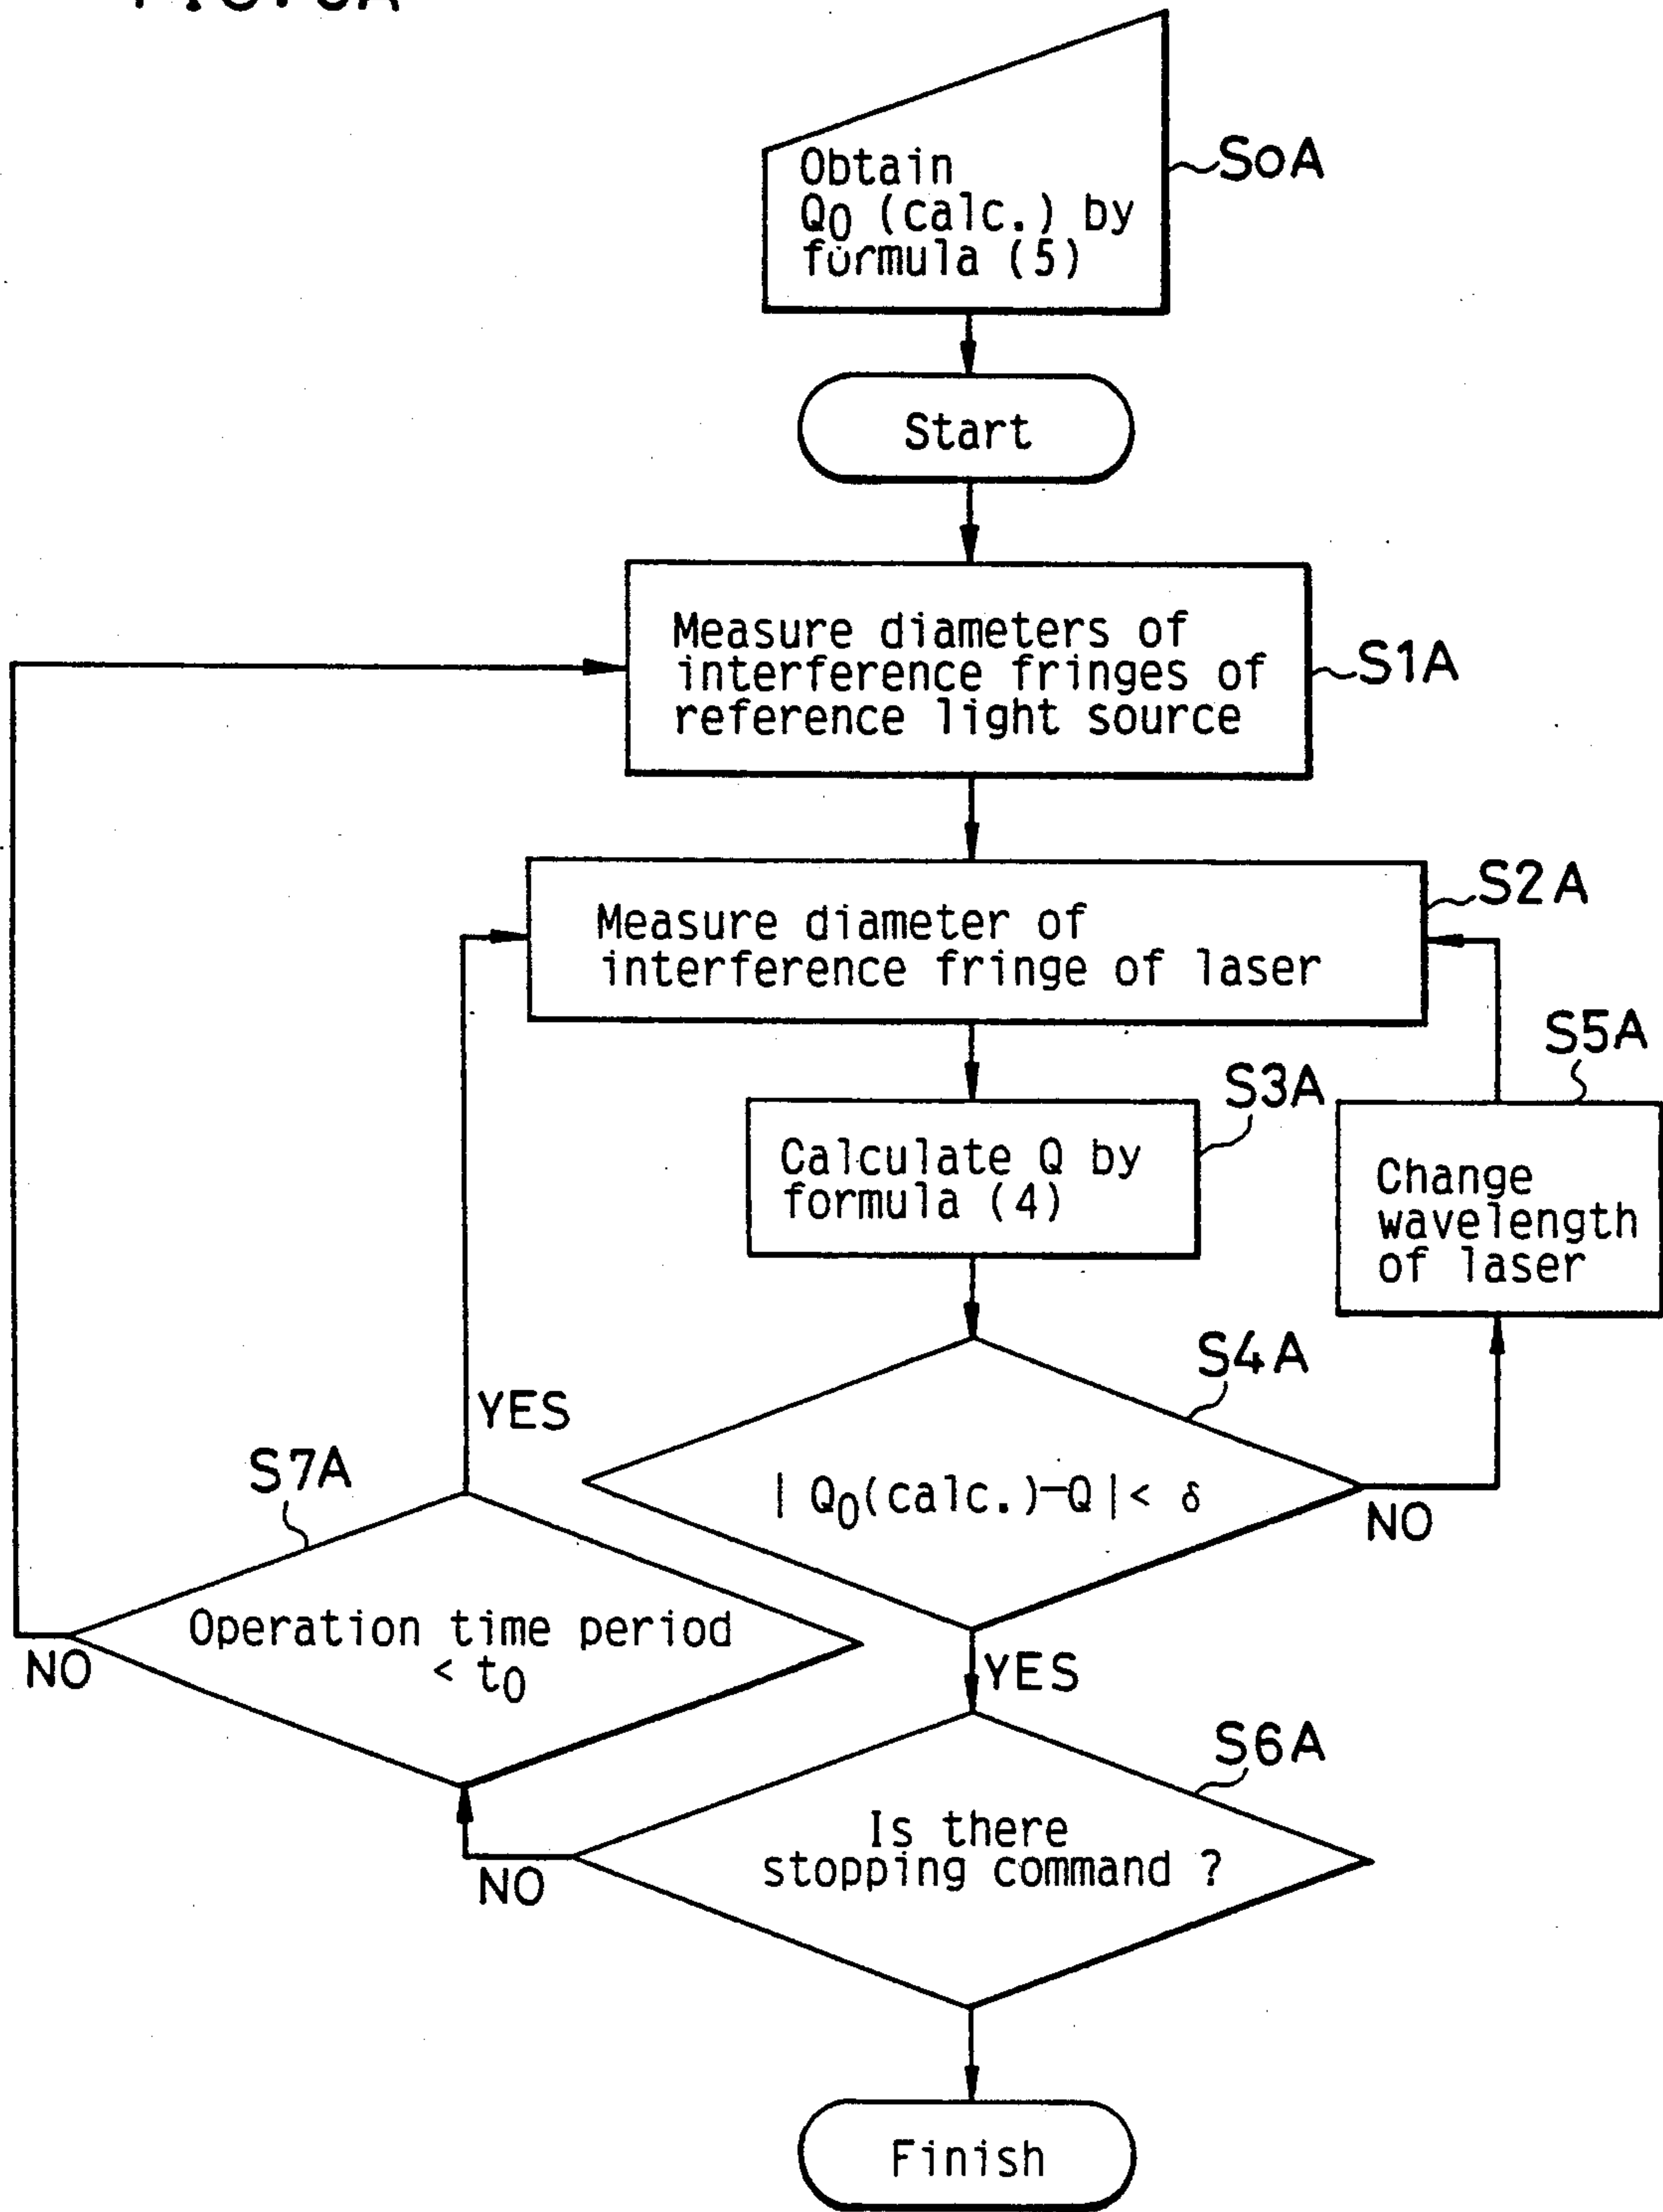 Obtain
Q0 (calc.) by
formula (5)
SoA
Start
Measure diameters of
interference fringes of
reference light source
S1A
Measure diameter of
interference fringe of laser
S2A
Calculate Q by
formula (4)
S3A
Change
wavelength
of laser
S5A
| Q0(calc.)-Q | < δ
S4A
NO
YES
Operation time period
< t0
S7A
YES
NO
Is there
stopping command ?
S6A
NO
Finish